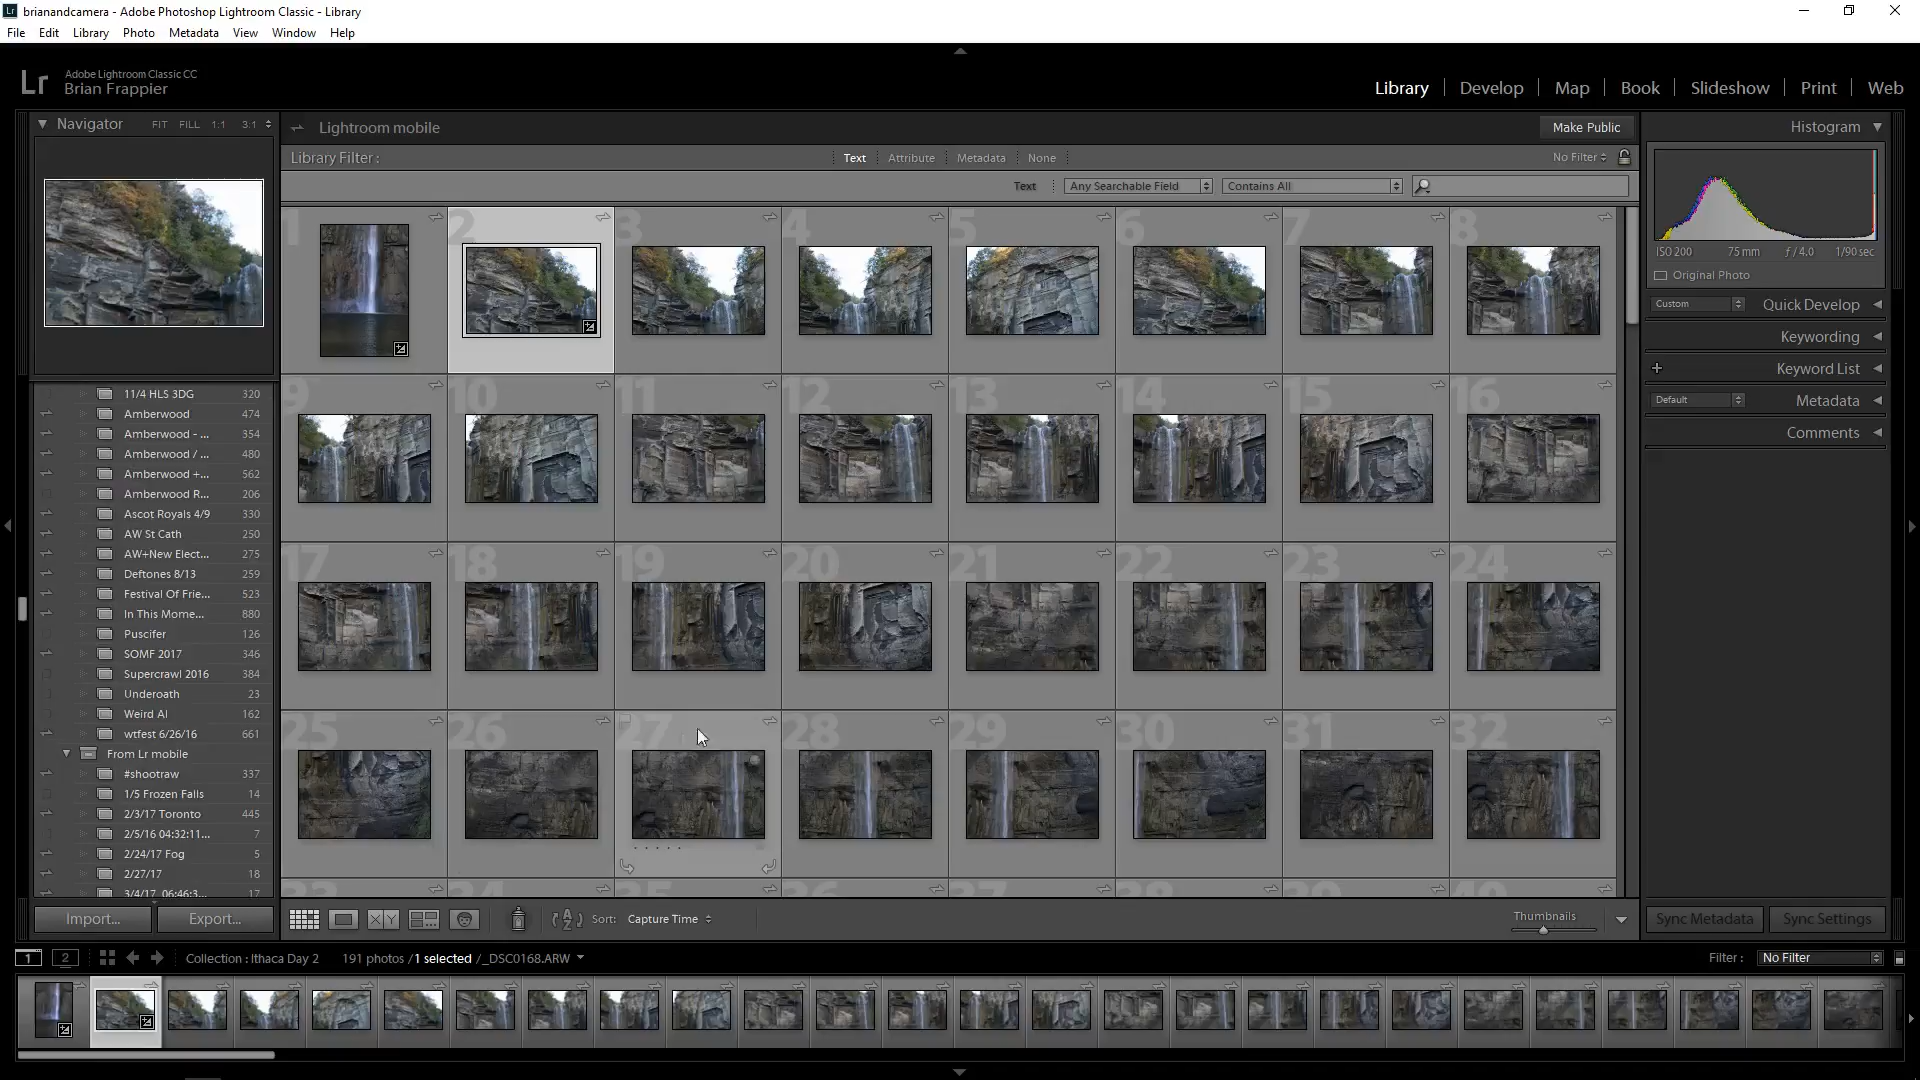 brianandcamera - Adobe Photoshop Lightroom Classic - Library
File Edit Library Photo Metadata View Window Help
Lr
Adobe Lightroom Classic CC
Brian Frappier
Library Develop Map Book Slideshow Print Web
Navigator FIT FILL 1:1 3:1
Lightroom mobile
Make Public
Histogram
Library Filter :
Text Attribute Metadata None
No Filter
Text Any Searchable Field Contains All
ISO 200 75 mm ƒ / 4.0 1/90 sec
Original Photo
Custom Quick Develop
Keywording
Keyword List
Default Metadata
Comments
1 2 3 4 5 6 7 8
9 10 11 12 13 14 15 16
17 18 19 20 21 22 23 24
25 26 27 28 29 30 31 32
11/4 HLS 3DG 320
Amberwood 474
Amberwood - ... 354
Amberwood / ... 480
Amberwood +... 562
Amberwood R... 206
Ascot Royals 4/9 330
AW St Cath 250
AW+New Elect... 275
Deftones 8/13 259
Festival Of Frie... 523
In This Mome... 880
Puscifer 126
SOMF 2017 346
Supercrawl 2016 384
Underoath 23
Weird Al 162
wtfest 6/26/16 661
From Lr mobile
#shootraw 337
1/5 Frozen Falls 14
2/3/17 Toronto 445
2/5/16 04:32:11... 7
2/24/17 Fog 5
2/27/17 18
3/4/17, 06:46:3... 17
Import... Export...
XY
Sort: Capture Time
Thumbnails
Sync Metadata Sync Settings
1 2 Collection : Ithaca Day 2 191 photos / 1 selected / _DSC0168.ARW
Filter : No Filter